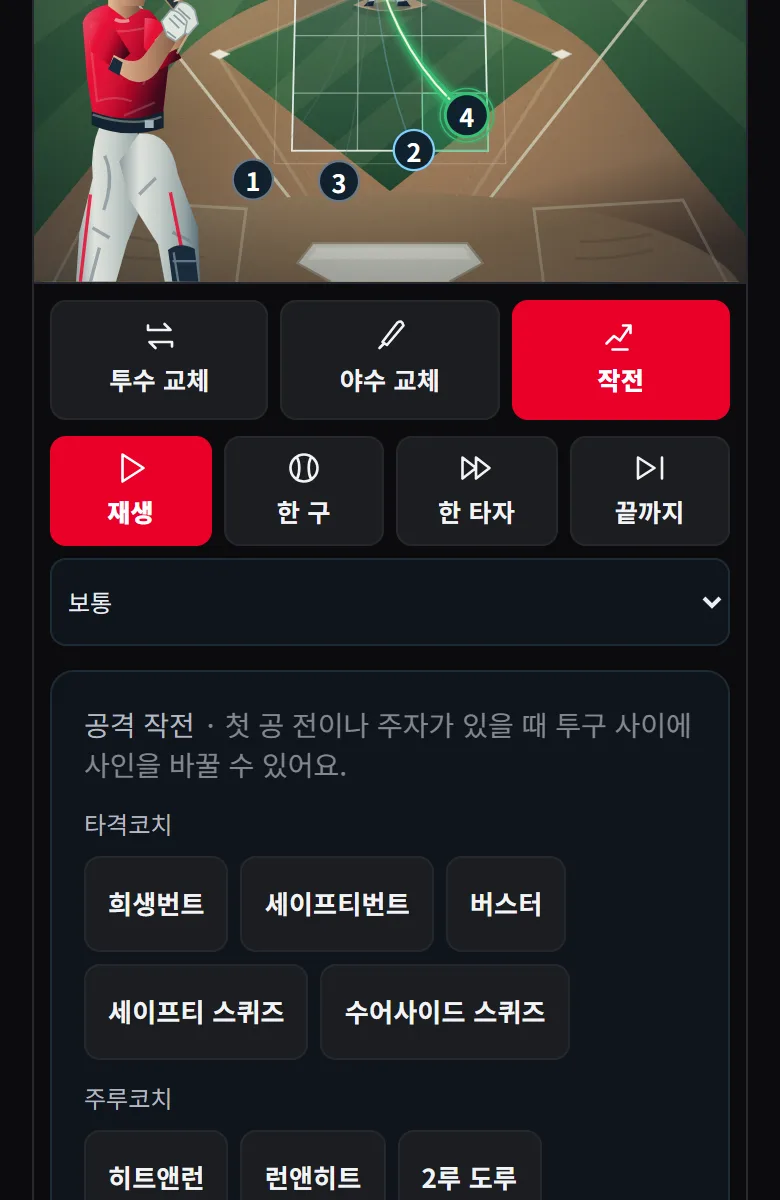 4
2
1
3
투수 교체
야수 교체
작전
재생
한 구
한 타자
끝까지
보통
공격 작전 · 첫 공 전이나 주자가 있을 때 투구 사이에
사인을 바꿀 수 있어요.
타격코치
희생번트
세이프티번트
버스터
세이프티 스퀴즈
수어사이드 스퀴즈
주루코치
히트앤런
런앤히트
2루 도루